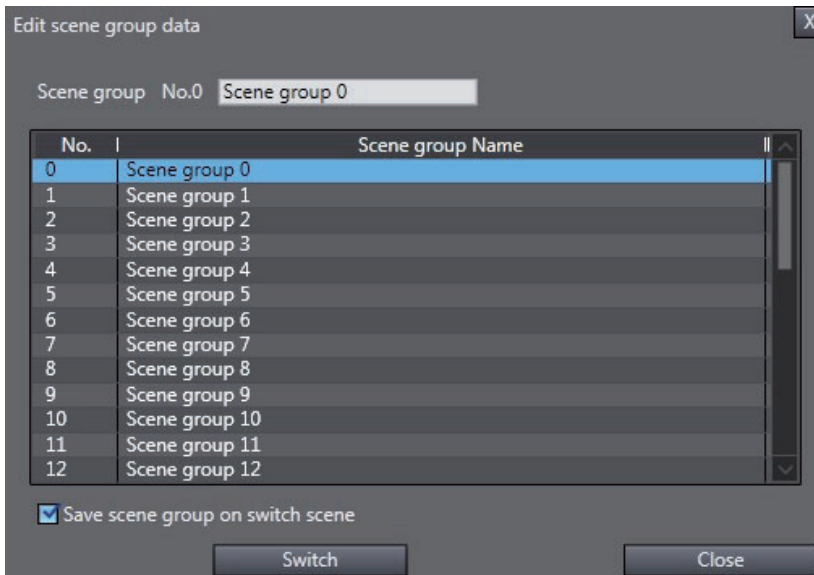 Edit scene group data X
Scene group No.0 Scene group 0
No. Scene group Name
0 Scene group 0
1 Scene group 1
2 Scene group 2
3 Scene group 3
4 Scene group 4
5 Scene group 5
6 Scene group 6
7 Scene group 7
8 Scene group 8
9 Scene group 9
10 Scene group 10
11 Scene group 11
12 Scene group 12
Save scene group on switch scene
Switch Close